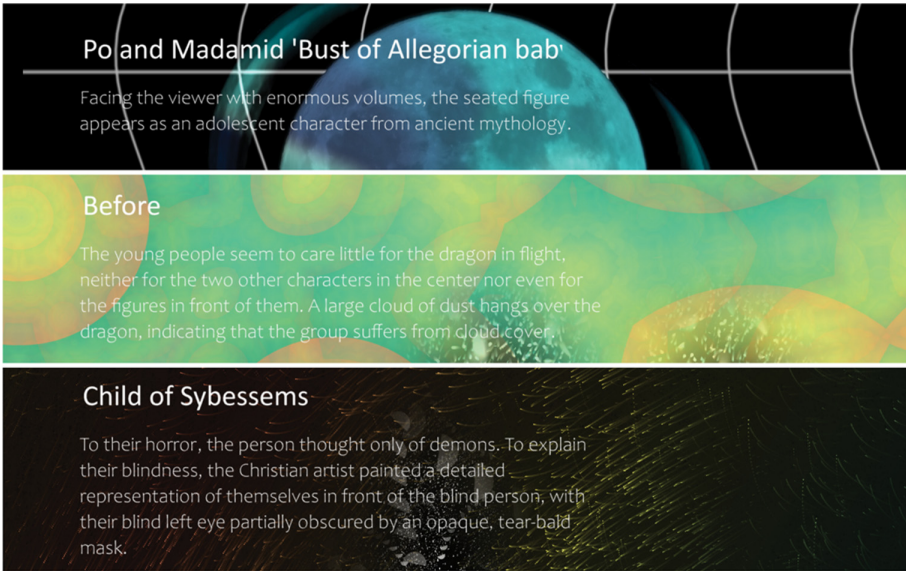 Po and Madamid 'Bust of Allegorian bab
Facing the viewer with enormous volumes, the seated figure
appears as an adolescent character from ancient mythology.
Before
The young people seem to care little for the dragon in flight,
neither for the two other characters in the center nor even for
the figures in front of them. A large cloud of dust hangs over the
dragon, indicating that the group suffers from cloud cover.
Child of Sybessems
To their horror, the person thought only of demons. To explain
their blindness, the Christian artist painted a detailed
representation of themselves in front of the blind person, with
their blind left eye partially obscured by an opaque, tear-bald
mask.